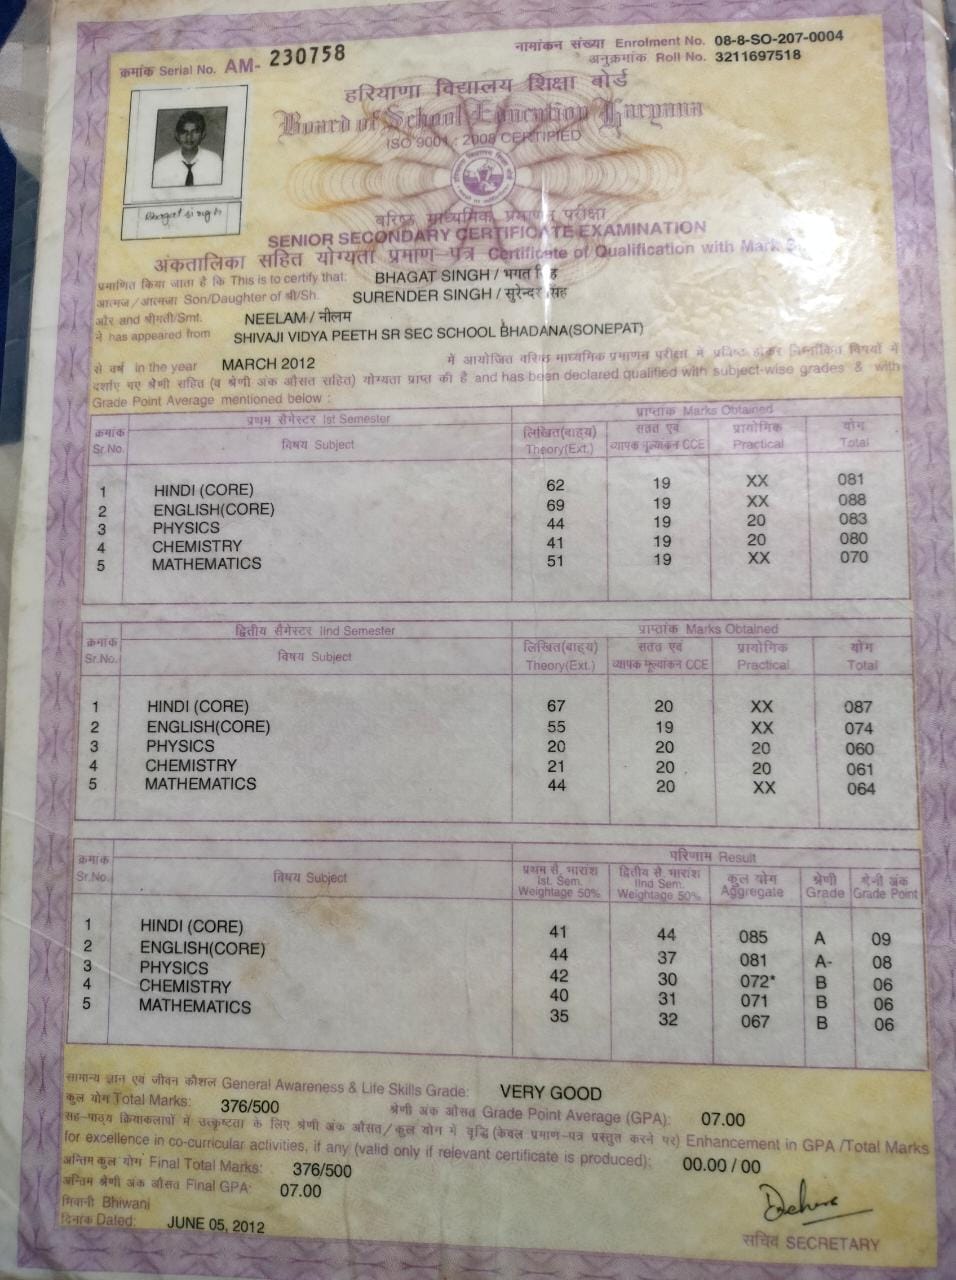 क्रमांक Serial No. AM- 230758
नामांकन संख्या Enrolment No. 08-8-SO-207-0004
अनुक्रमांक Roll No. 3211697518
हरियाणा विद्यालय शिक्षा बोर्ड
Board of School Education Haryana
ISO 9001 : 2008 CERTIFIED
Bhagat singh
वरिष्ठ माध्यमिक प्रमाणन परीक्षा
SENIOR SECONDARY CERTIFICATE EXAMINATION
अंकतालिका सहित योग्यता प्रमाण-पत्र Certificate of Qualification with Mark
प्रमाणित किया जाता है कि This is to certify that: BHAGAT SINGH / भगत सिंह
आत्मज/आत्मजा Son/Daughter of श्री/Sh. SURENDER SINGH / सुरेन्दर सिंह
और and श्रीमती/Smt. NEELAM / नीलम
ने has appeared from SHIVAJI VIDYA PEETH SR SEC SCHOOL BHADANA(SONEPAT)
से वर्ष in the year MARCH 2012 में आयोजित वरिष्ठ माध्यमिक प्रमाणन परीक्षा में प्रविष्ठ होकर निम्नांकित विषयों में
दर्शाए गए श्रेणी सहित (व श्रेणी अंक औसत सहित) योग्यता प्राप्त की है and has been declared qualified with subject-wise grades & with
Grade Point Average mentioned below :
प्रथम सैमेस्टर Ist Semester प्राप्तांक Marks Obtained
क्रमांक Sr.No. विषय Subject लिखित(बाह्य) Theory(Ext.) सतत एवं व्यापक मूल्यांकन CCE प्रायोगिक Practical योग Total
1 HINDI (CORE) 62 19 XX 081
2 ENGLISH(CORE) 69 19 XX 088
3 PHYSICS 44 19 20 083
4 CHEMISTRY 41 19 20 080
5 MATHEMATICS 51 19 XX 070
द्वितीय सैमेस्टर IInd Semester प्राप्तांक Marks Obtained
क्रमांक Sr.No. विषय Subject लिखित(बाह्य) Theory(Ext.) सतत एवं व्यापक मूल्यांकन CCE प्रायोगिक Practical योग Total
1 HINDI (CORE) 67 20 XX 087
2 ENGLISH(CORE) 55 19 XX 074
3 PHYSICS 20 20 20 060
4 CHEMISTRY 21 20 20 061
5 MATHEMATICS 44 20 XX 064
परिणाम Result
क्रमांक Sr.No. विषय Subject प्रथम से. भारांश Ist. Sem. Weightage 50% द्वितीय से. भारांश IInd Sem. Weightage 50% कुल योग Aggregate श्रेणी Grade श्रेणी अंक Grade Point
1 HINDI (CORE) 41 44 085 A 09
2 ENGLISH(CORE) 44 37 081 A- 08
3 PHYSICS 42 30 072* B 06
4 CHEMISTRY 40 31 071 B 06
5 MATHEMATICS 35 32 067 B 06
सामान्य ज्ञान एवं जीवन कौशल General Awareness & Life Skills Grade: VERY GOOD
कुल योग Total Marks: 376/500 श्रेणी अंक औसत Grade Point Average (GPA): 07.00
सह-पाठ्य क्रियाकलापों में उत्कृष्टता के लिए श्रेणी अंक औसत/कुल योग में वृद्धि (केवल प्रमाण-पत्र प्रस्तुत करने पर) Enhancement in GPA /Total Marks
for excellence in co-curricular activities, if any (valid only if relevant certificate is produced): 00.00 / 00
अन्तिम कुल योग Final Total Marks: 376/500
अन्तिम श्रेणी अंक औसत Final GPA: 07.00
भिवानी Bhiwani
दिनांक Dated: JUNE 05, 2012
सचिव SECRETARY